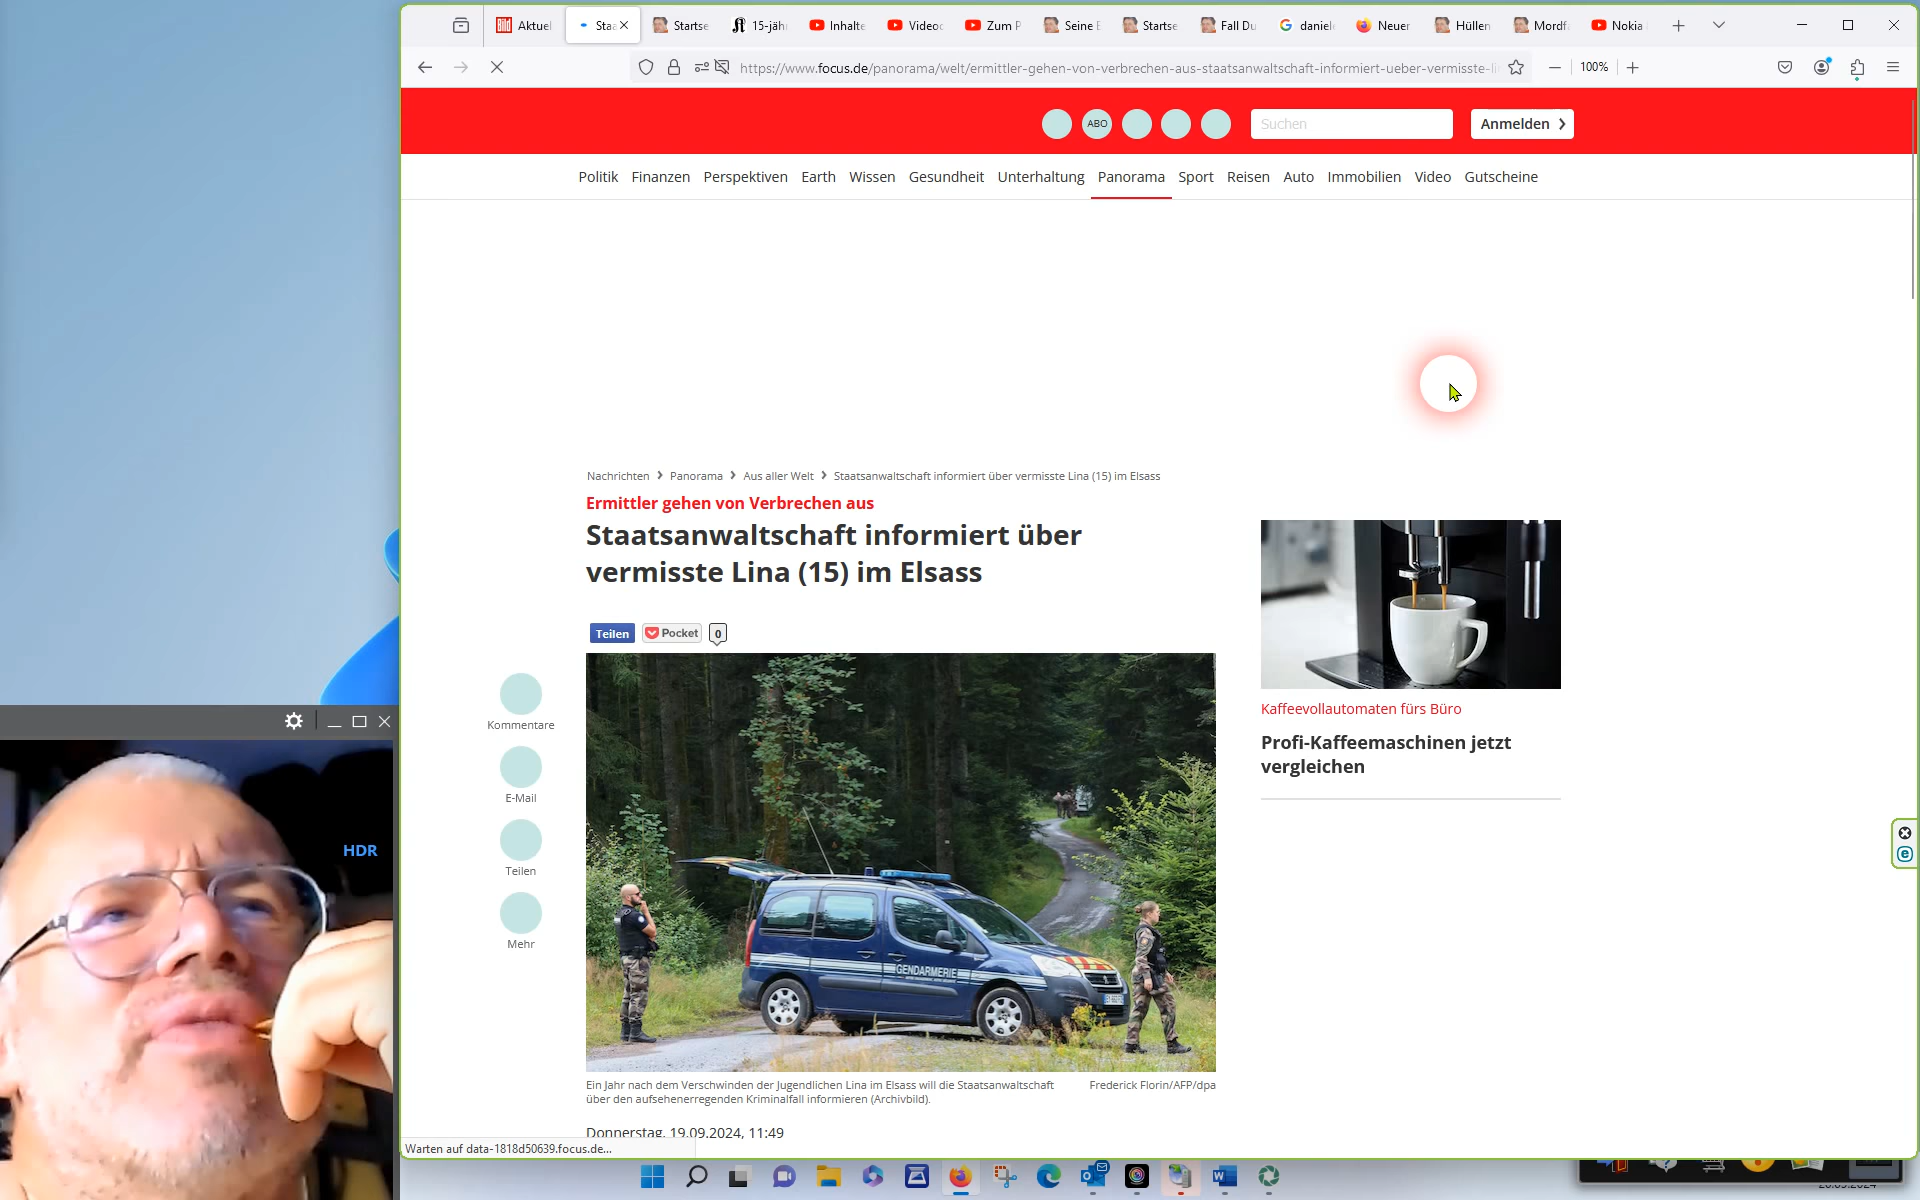 Bild Aktuel
Staa
Startse
15-jäh
Inhalte
Videoc
Zum P
Seine E
Startse
Fall Du
G daniel
Neuer
Hüllen
Mordf
Nokia
https://www.focus.de/panorama/welt/ermittler-gehen-von-verbrechen-aus-staatsanwaltschaft-informiert-ueber-vermisste-li
100%
ABO
Suchen
Anmelden
Politik Finanzen Perspektiven Earth Wissen Gesundheit Unterhaltung Panorama Sport Reisen Auto Immobilien Video Gutscheine
Nachrichten > Panorama > Aus aller Welt > Staatsanwaltschaft informiert über vermisste Lina (15) im Elsass
Ermittler gehen von Verbrechen aus
Staatsanwaltschaft informiert über
vermisste Lina (15) im Elsass
Teilen
Pocket
0
Kommentare
E-Mail
Teilen
Mehr
GENDARMERIE
Ein Jahr nach dem Verschwinden der Jugendlichen Lina im Elsass will die Staatsanwaltschaft
über den aufsehenerregenden Kriminalfall informieren (Archivbild).
Frederick Florin/AFP/dpa
Donnerstag, 19.09.2024, 11:49
Kaffeevollautomaten fürs Büro
Profi-Kaffeemaschinen jetzt
vergleichen
HDR
Warten auf data-1818d50639.focus.de...